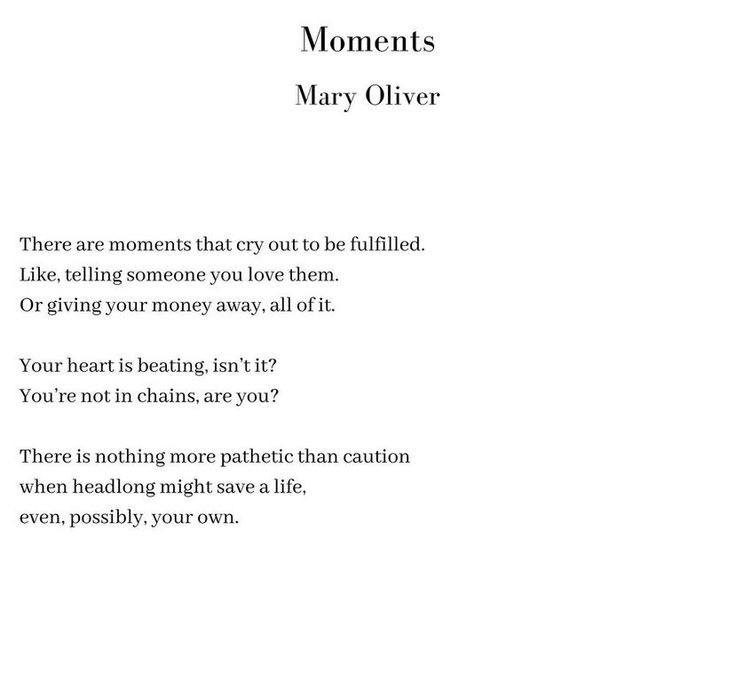 Moments
Mary Oliver
There are moments that cry out to be fulfilled.
Like, telling someone you love them.
Or giving your money away, all of it.
Your heart is beating, isn’t it?
You’re not in chains, are you?
There is nothing more pathetic than caution
when headlong might save a life,
even, possibly, your own.